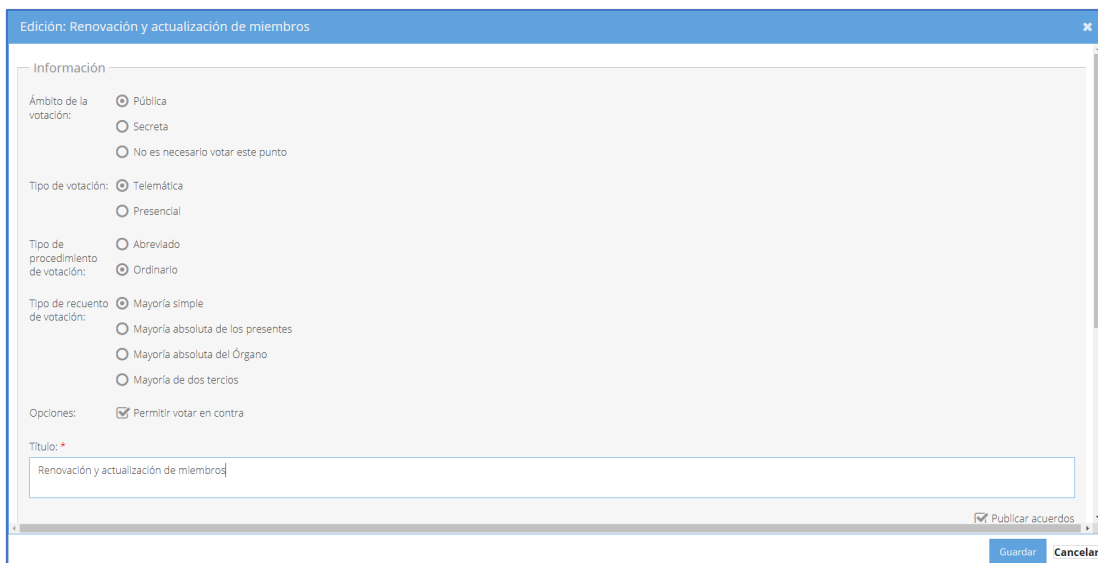 Edición: Renovación y actualización de miembros
Información
Ámbito de la
votación:
Pública
Secreta
No es necesario votar este punto
Tipo de votación:
Telemática
Presencial
Tipo de
procedimiento
de votación:
Abreviado
Ordinario
Tipo de recuento
de votación:
Mayoría simple
Mayoría absoluta de los presentes
Mayoría absoluta del Órgano
Mayoría de dos tercios
Opciones:
Permitir votar en contra
Título: *
Renovación y actualización de miembros
Publicar acuerdos
Guardar
Cancelar